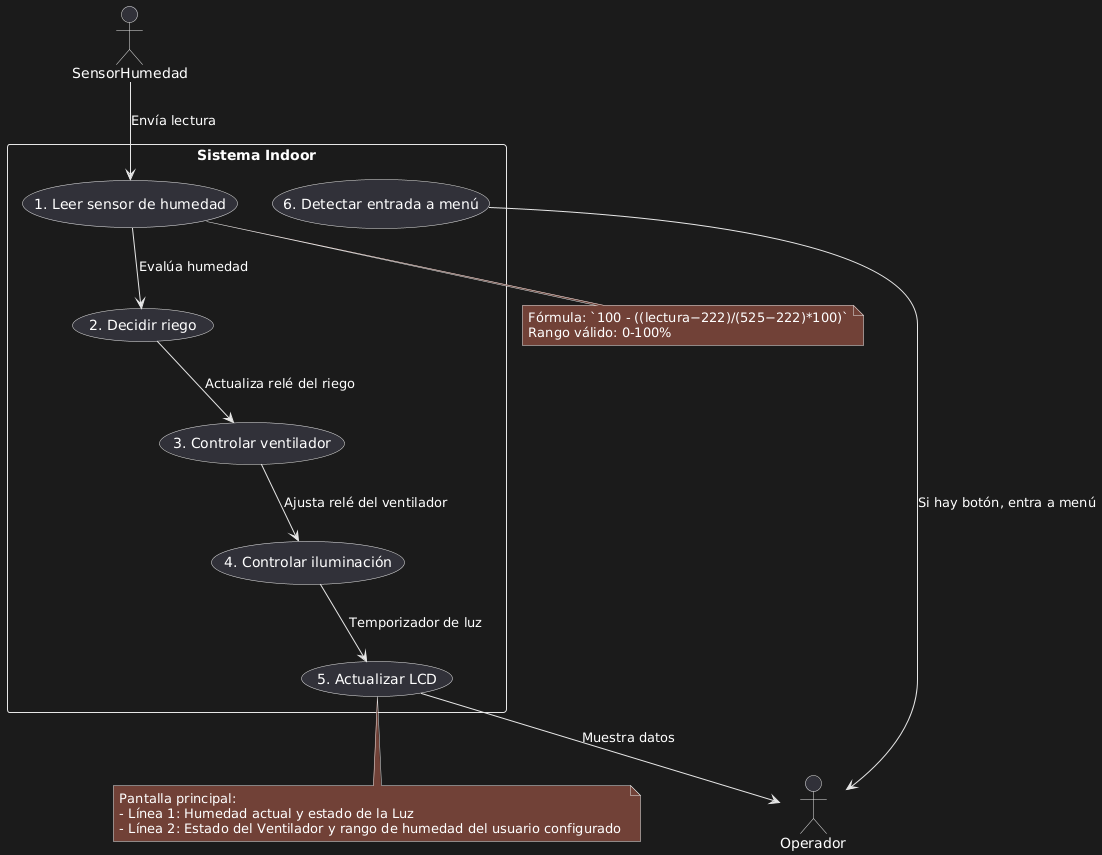 SensorHumedad
Envía lectura
Sistema Indoor
1. Leer sensor de humedad
6. Detectar entrada a menú
Evalúa humedad
Fórmula: `100 - ((lectura−222)/(525−222)*100)`
Rango válido: 0-100%
2. Decidir riego
Actualiza relé del riego
3. Controlar ventilador
Ajusta relé del ventilador
Si hay botón, entra a menú
4. Controlar iluminación
Temporizador de luz
5. Actualizar LCD
Muestra datos
Pantalla principal:
- Línea 1: Humedad actual y estado de la Luz
- Línea 2: Estado del Ventilador y rango de humedad del usuario configurado
Operador